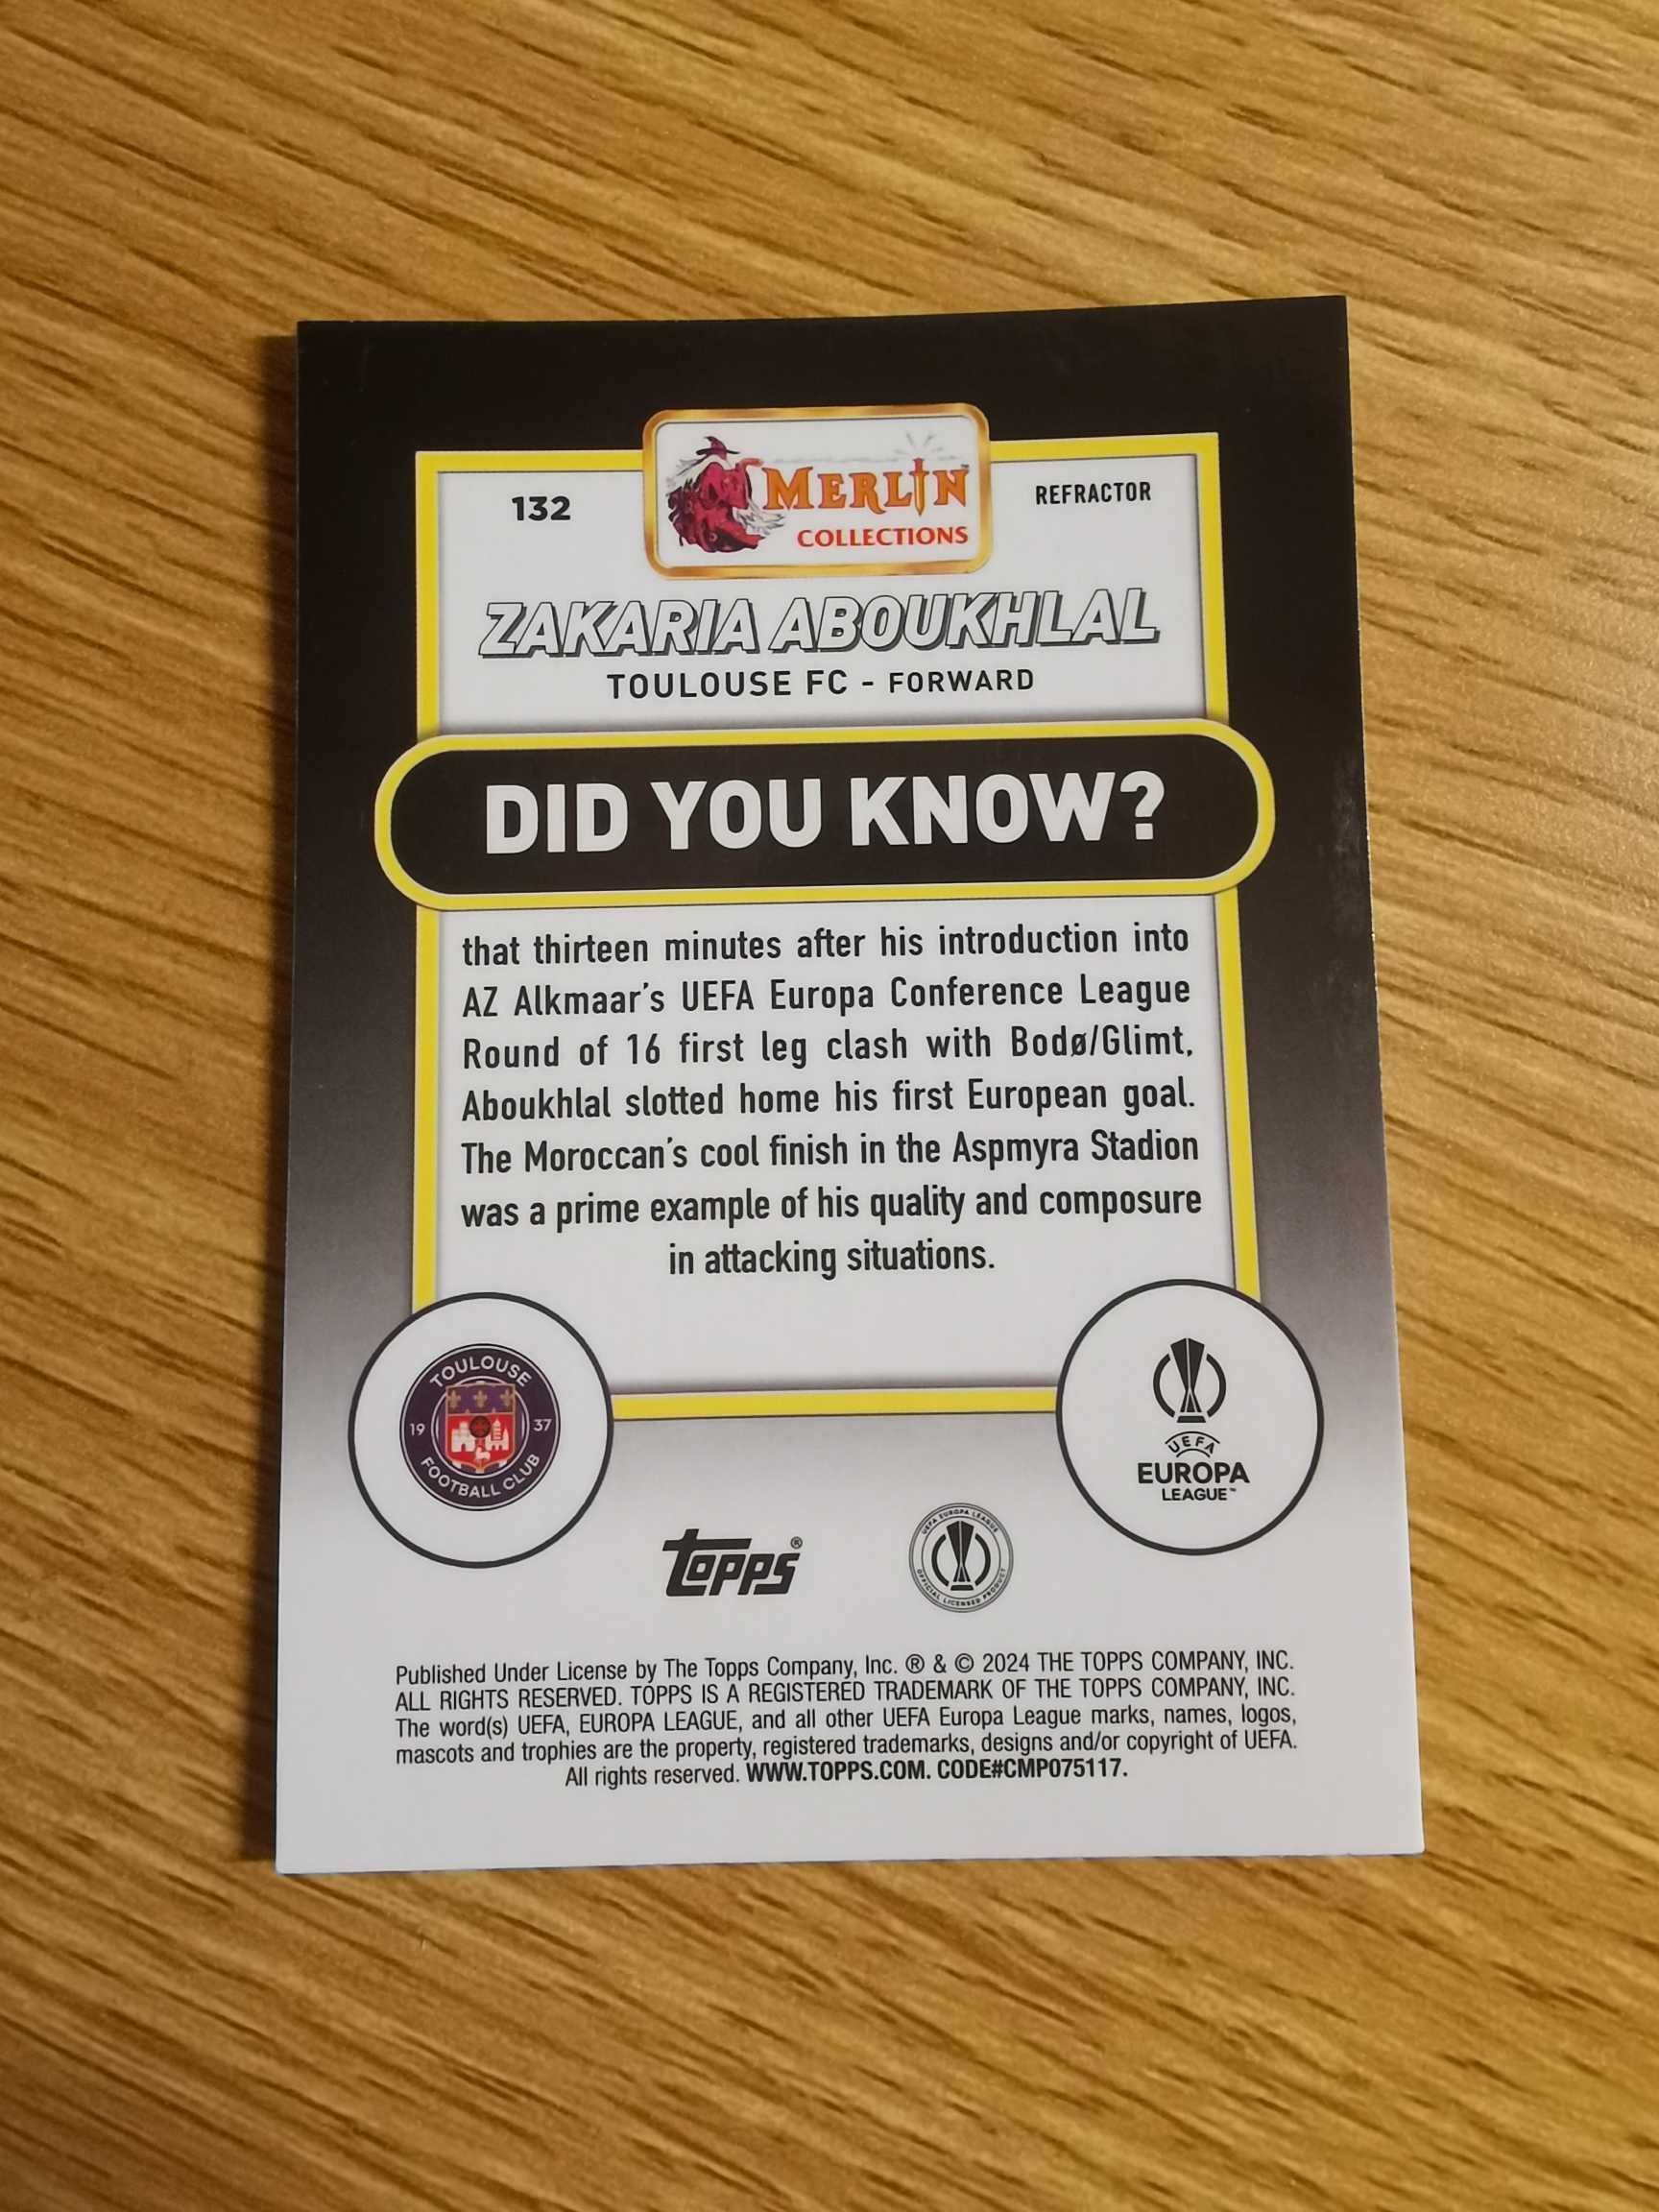 132
MERLIN
COLLECTIONS
REFRACTOR
ZAKARIA ABOUKHLAL
TOULOUSE FC - FORWARD
DID YOU KNOW?
that thirteen minutes after his introduction into
AZ Alkmaar's UEFA Europa Conference League
Round of 16 first leg clash with Bodø/Glimt,
Aboukhlal slotted home his first European goal.
The Moroccan's cool finish in the Aspmyra Stadion
was a prime example of his quality and composure
in attacking situations.
TOULOUSE
19 37
FOOTBALL CLUB
UEFA
EUROPA
LEAGUE™
topps®
UEFA EUROPA LEAGUE
OFFICIAL LICENSED PRODUCT
Published Under License by The Topps Company, Inc. ® & © 2024 THE TOPPS COMPANY, INC.
ALL RIGHTS RESERVED. TOPPS IS A REGISTERED TRADEMARK OF THE TOPPS COMPANY, INC.
The word(s) UEFA, EUROPA LEAGUE, and all other UEFA Europa League marks, names, logos,
mascots and trophies are the property, registered trademarks, designs and/or copyright of UEFA.
All rights reserved. WWW.TOPPS.COM. CODE#CMP075117.